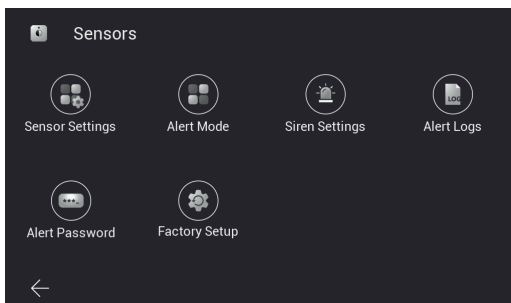 Sensors
Sensor Settings
Alert Mode
Siren Settings
LOG
Alert Logs
Alert Password
Factory Setup